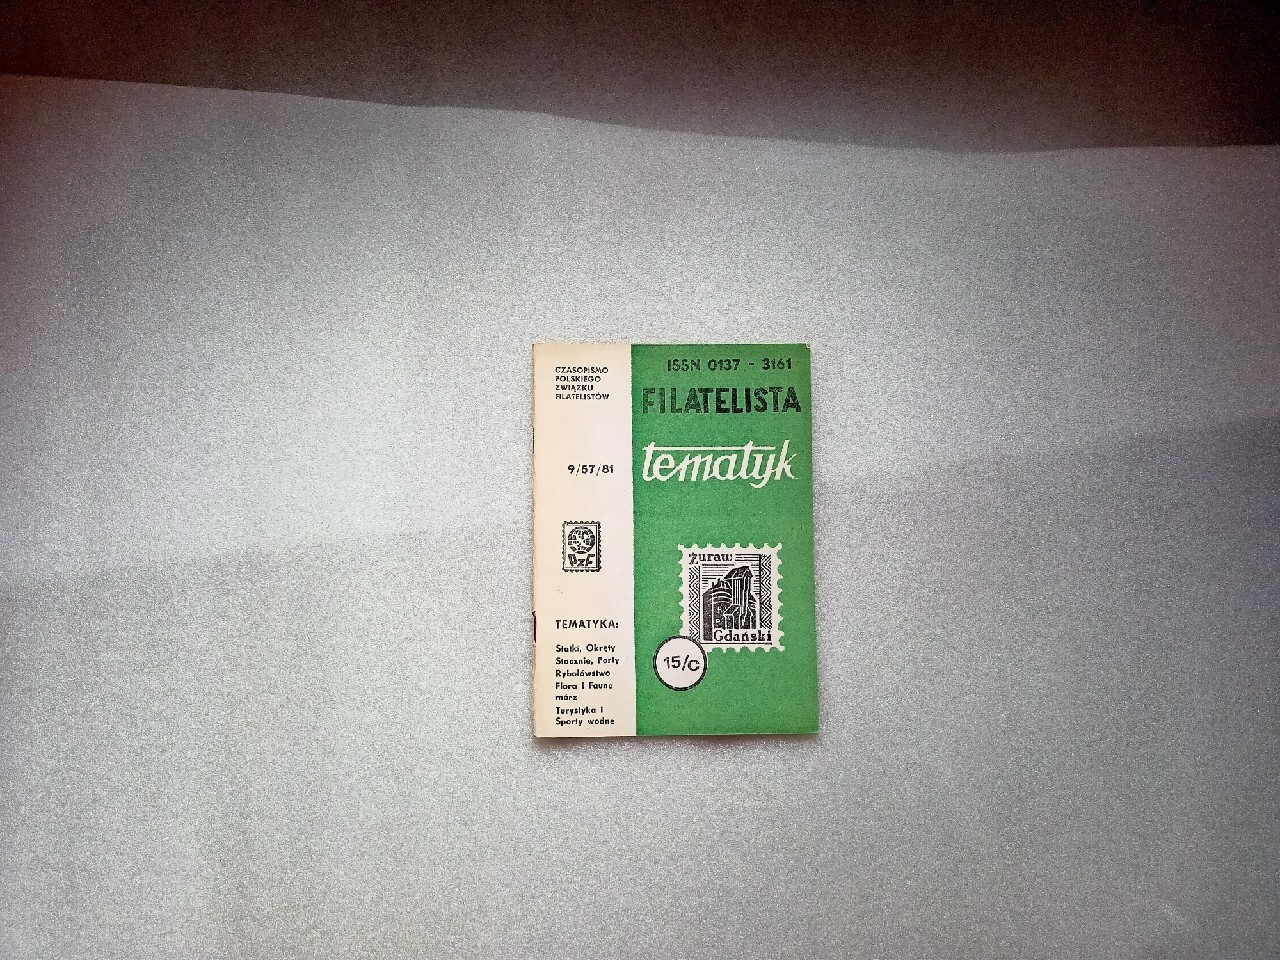 CZASOPISMO
POLSKIEGO
ZWIĄZKU
FILATELISTÓW
9/57/81
PZF
TEMATYKA:
Statki, Okręty
Stocznie, Porty
Rybołówstwo
Flora i Fauna
mórz
Turystyka i
Sporty wodne
ISSN 0137 - 3161
FILATELISTA
tematyk
Żuraw
Gdański
15/C